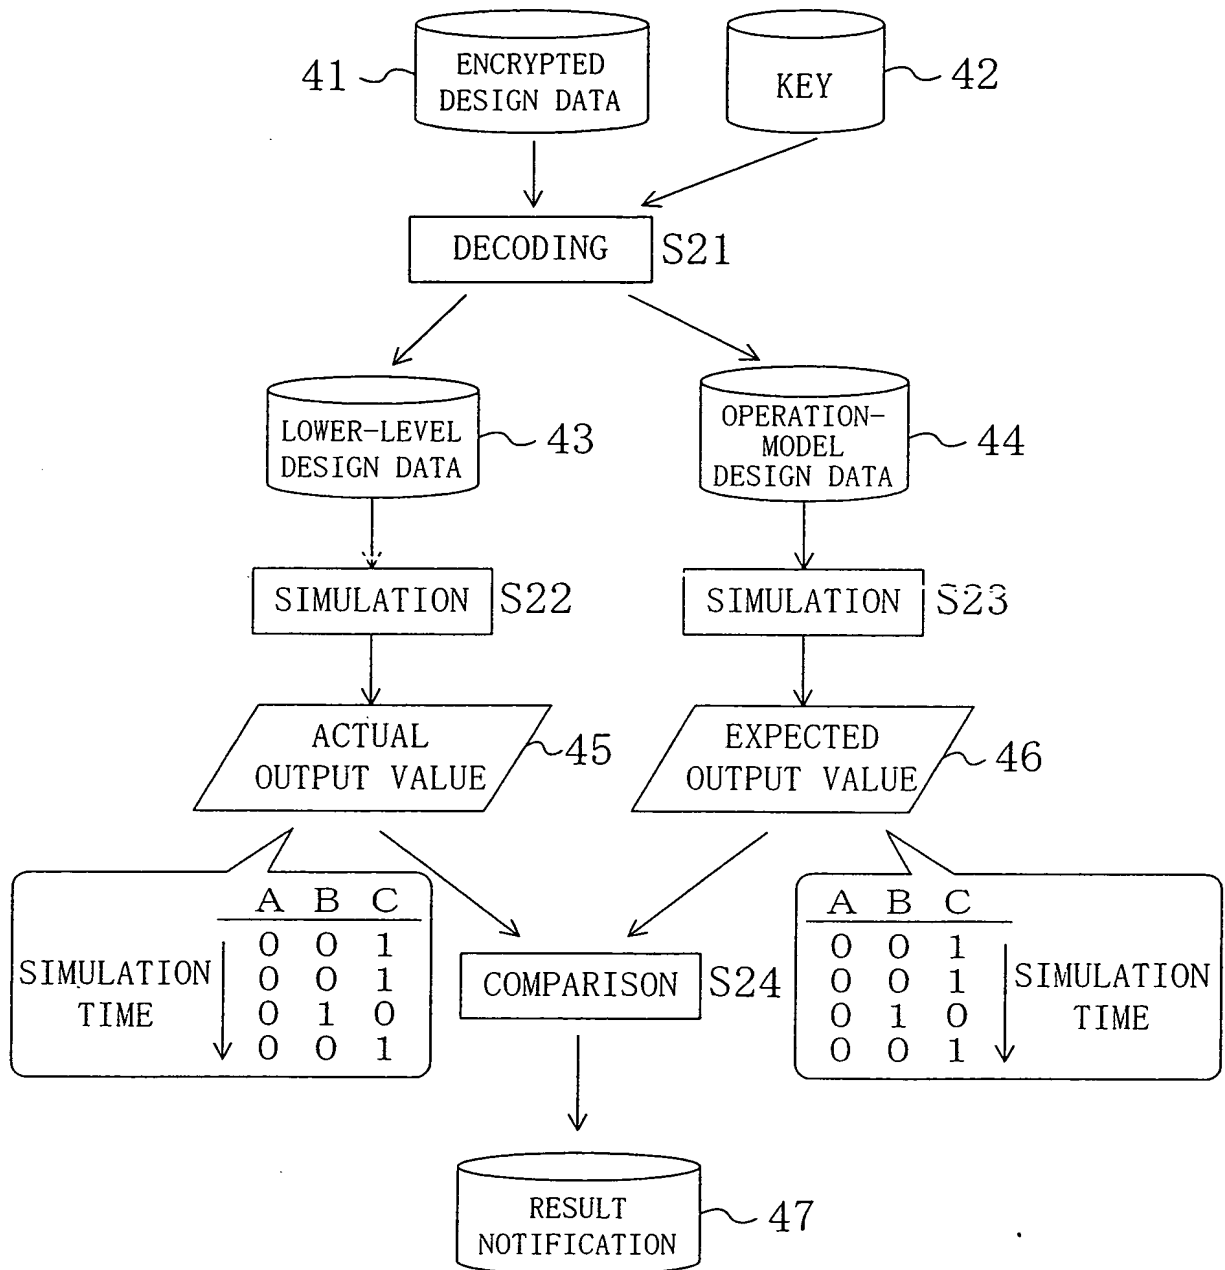 41
ENCRYPTED
DESIGN DATA
KEY
42
DECODING
S21
LOWER-LEVEL
DESIGN DATA
43
OPERATION-
MODEL
DESIGN DATA
44
SIMULATION
S22
SIMULATION
S23
ACTUAL
OUTPUT VALUE
45
EXPECTED
OUTPUT VALUE
46
SIMULATION
TIME
A B C
0 0 1
0 0 1
0 1 0
0 0 1
COMPARISON
S24
A B C
0 0 1
0 0 1
0 1 0
0 0 1
SIMULATION
TIME
RESULT
NOTIFICATION
47